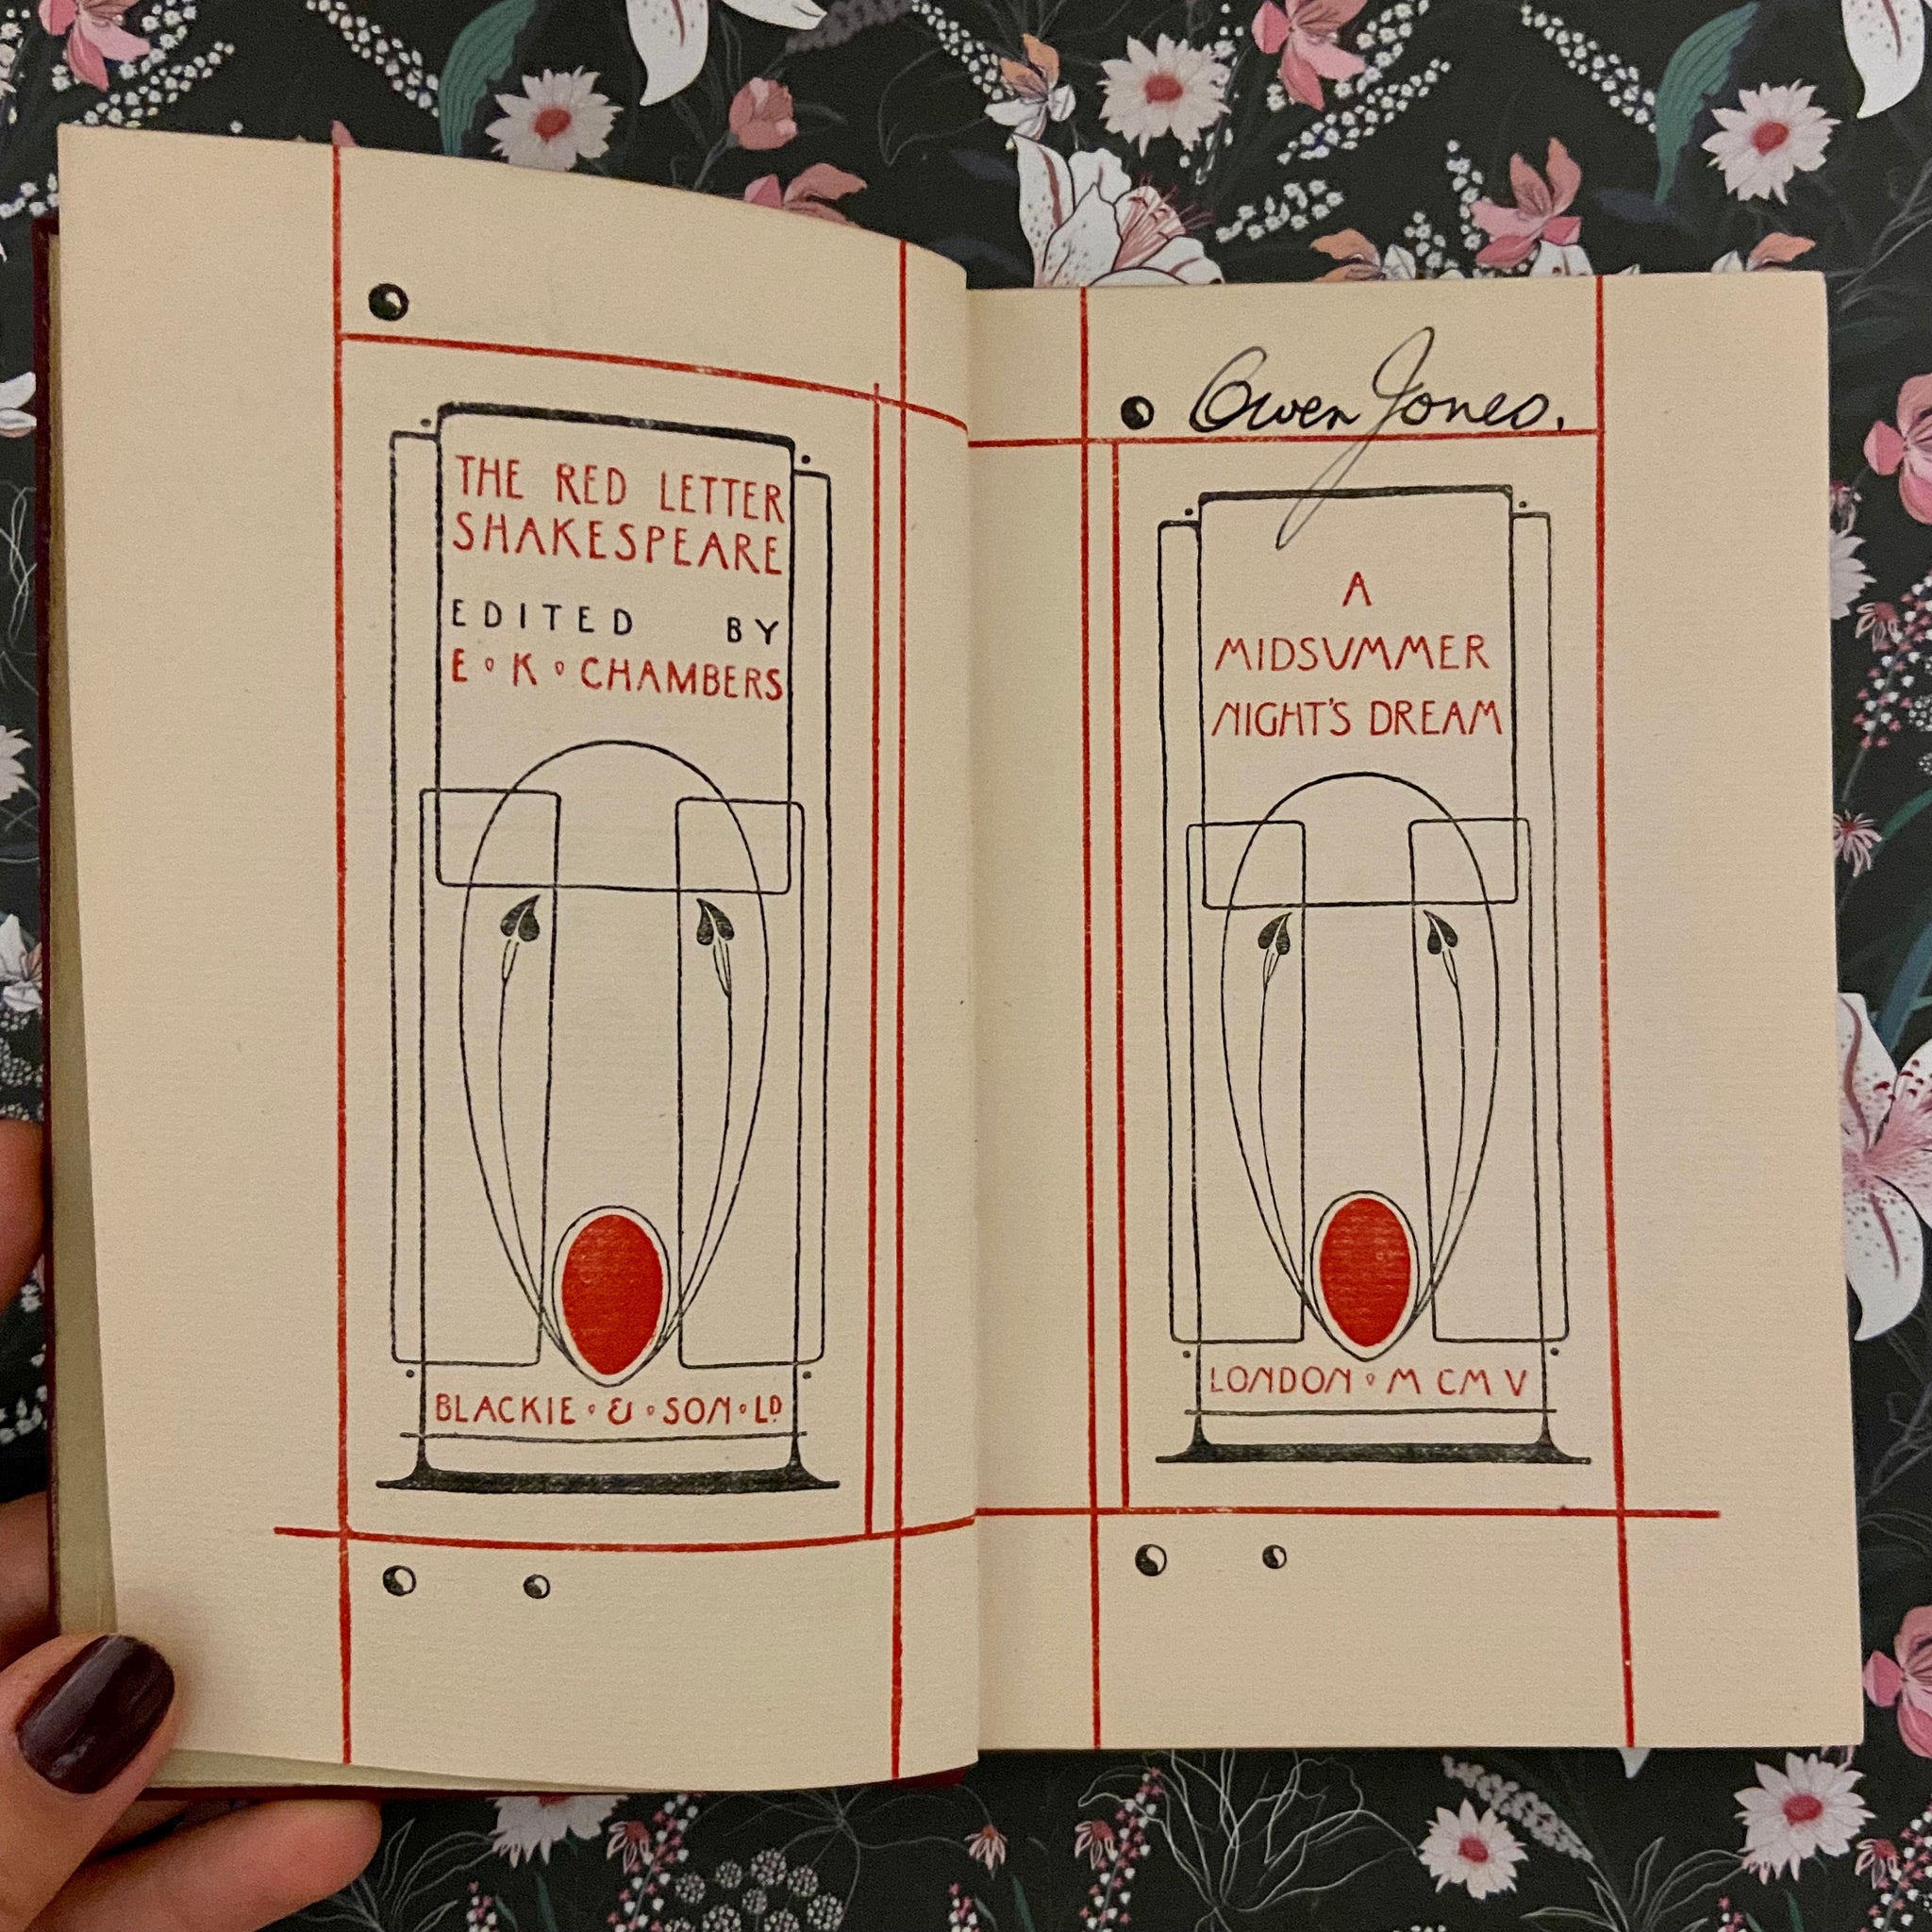 THE RED LETTER
SHAKESPEARE
EDITED BY
E◦K◦CHAMBERS
BLACKIE◦&◦SON◦LD
Owen Jones.
A
MIDSUMMER
NIGHT'S DREAM
LONDON◦M CM V